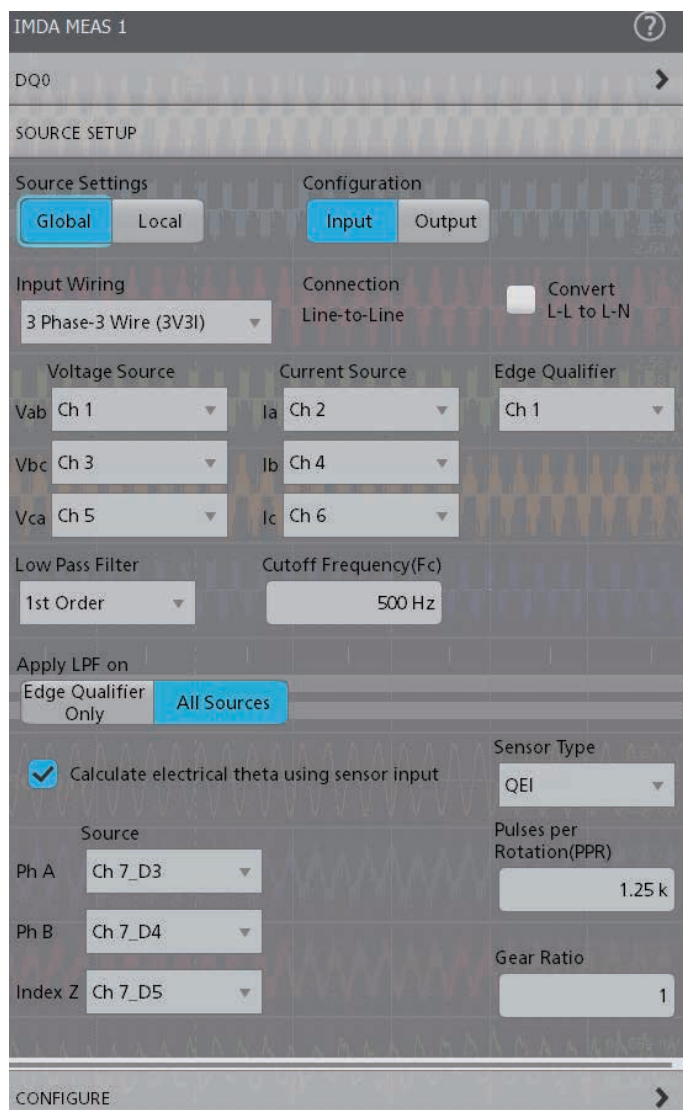 IMDA MEAS 1
?
DQ0
SOURCE SETUP
Source Settings
Configuration
Global
Local
Input
Output
Input Wiring
Connection
3 Phase-3 Wire (3V3I)
Line-to-Line
Convert
L-L to L-N
Voltage Source
Current Source
Edge Qualifier
Vab Ch 1
Ia Ch 2
Ch 1
Vbc Ch 3
Ib Ch 4
Vca Ch 5
Ic Ch 6
Low Pass Filter
Cutoff Frequency(Fc)
1st Order
500 Hz
Apply LPF on
Edge Qualifier
Only
All Sources
Calculate electrical theta using sensor input
Sensor Type
QEI
Source
Pulses per
Rotation(PPR)
Ph A Ch 7_D3
1.25 k
Ph B Ch 7_D4
Gear Ratio
Index Z Ch 7_D5
1
CONFIGURE